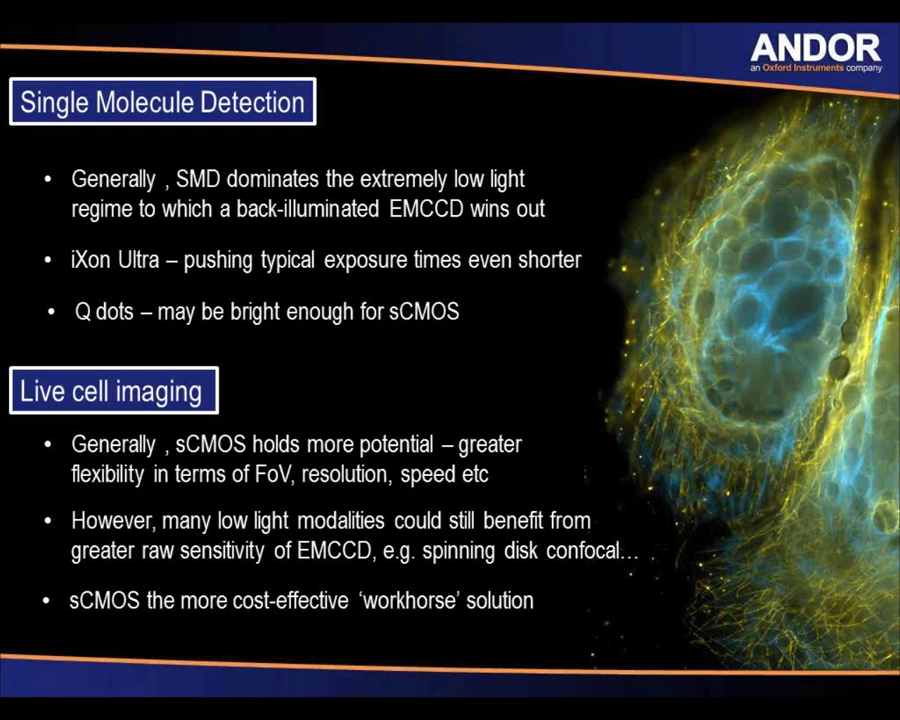 ANDOR
an Oxford Instruments company
Single Molecule Detection
• Generally , SMD dominates the extremely low light
regime to which a back-illuminated EMCCD wins out
• iXon Ultra – pushing typical exposure times even shorter
• Q dots – may be bright enough for sCMOS
Live cell imaging
• Generally , sCMOS holds more potential – greater
flexibility in terms of FoV, resolution, speed etc
• However, many low light modalities could still benefit from
greater raw sensitivity of EMCCD, e.g. spinning disk confocal…
• sCMOS the more cost-effective ‘workhorse’ solution